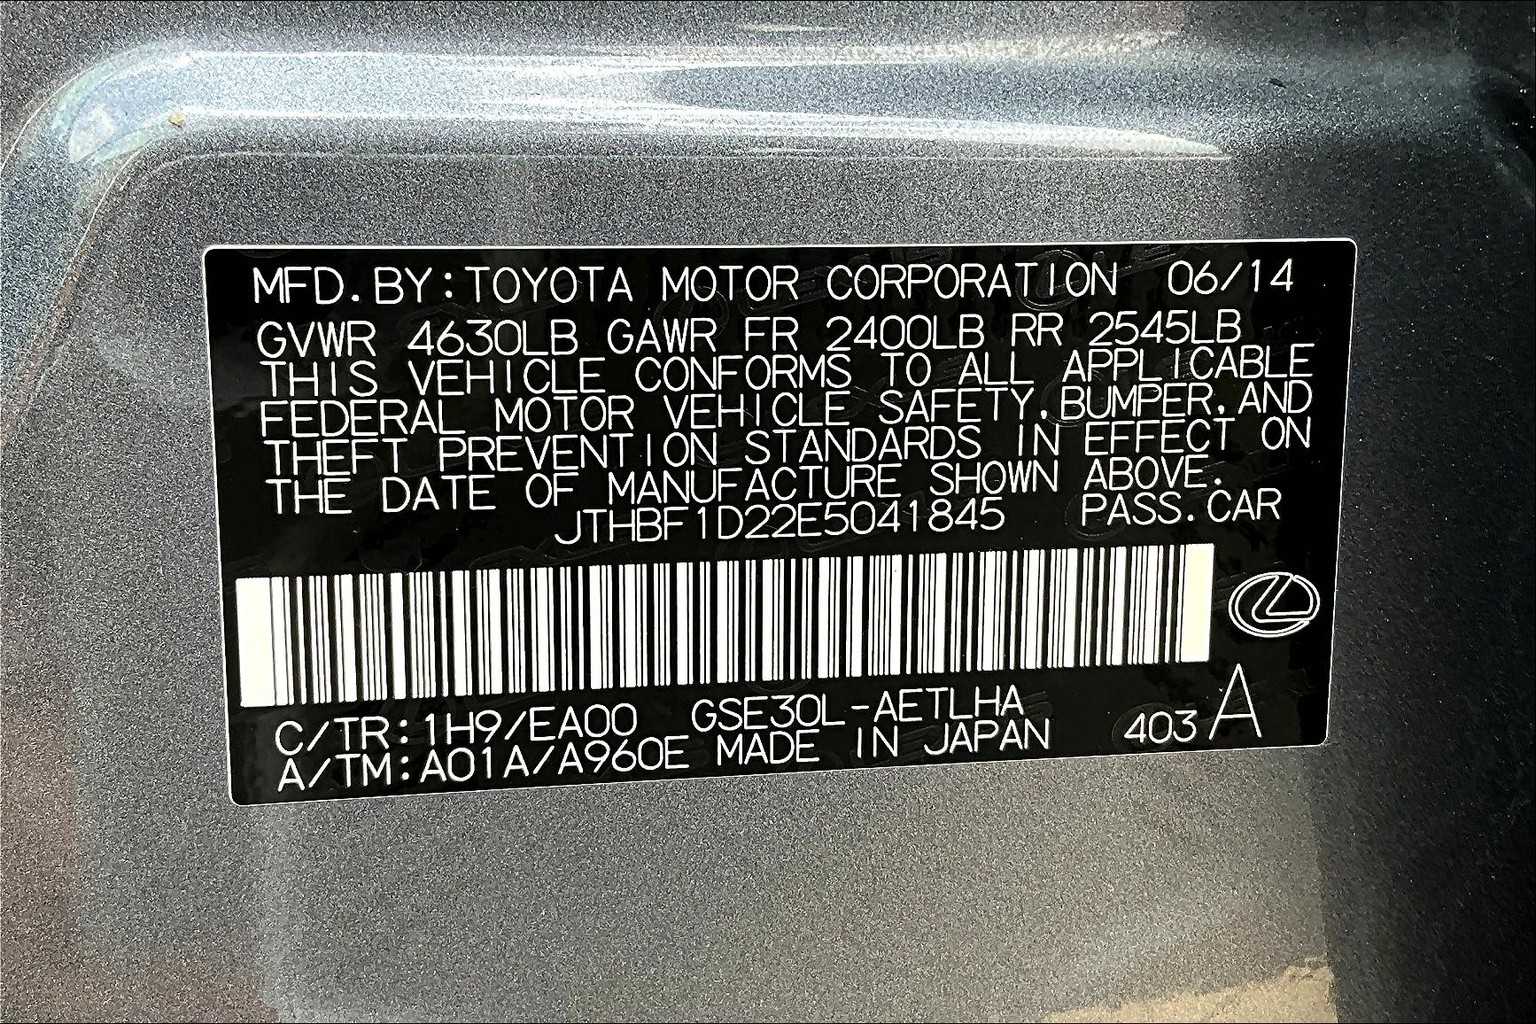 MFD. BY: TOYOTA MOTOR CORPORATION 06/14
GVWR 4630LB GAWR FR 2400LB RR 2545LB
THIS VEHICLE CONFORMS TO ALL APPLICABLE
FEDERAL MOTOR VEHICLE SAFETY, BUMPER, AND
THEFT PREVENTION STANDARDS IN EFFECT ON
THE DATE OF MANUFACTURE SHOWN ABOVE.
JTHBF1D22E5041845 PASS. CAR
C/TR: 1H9/EA00 GSE30L-AETLHA
A/TM: A01A/A960E MADE IN JAPAN 403 A